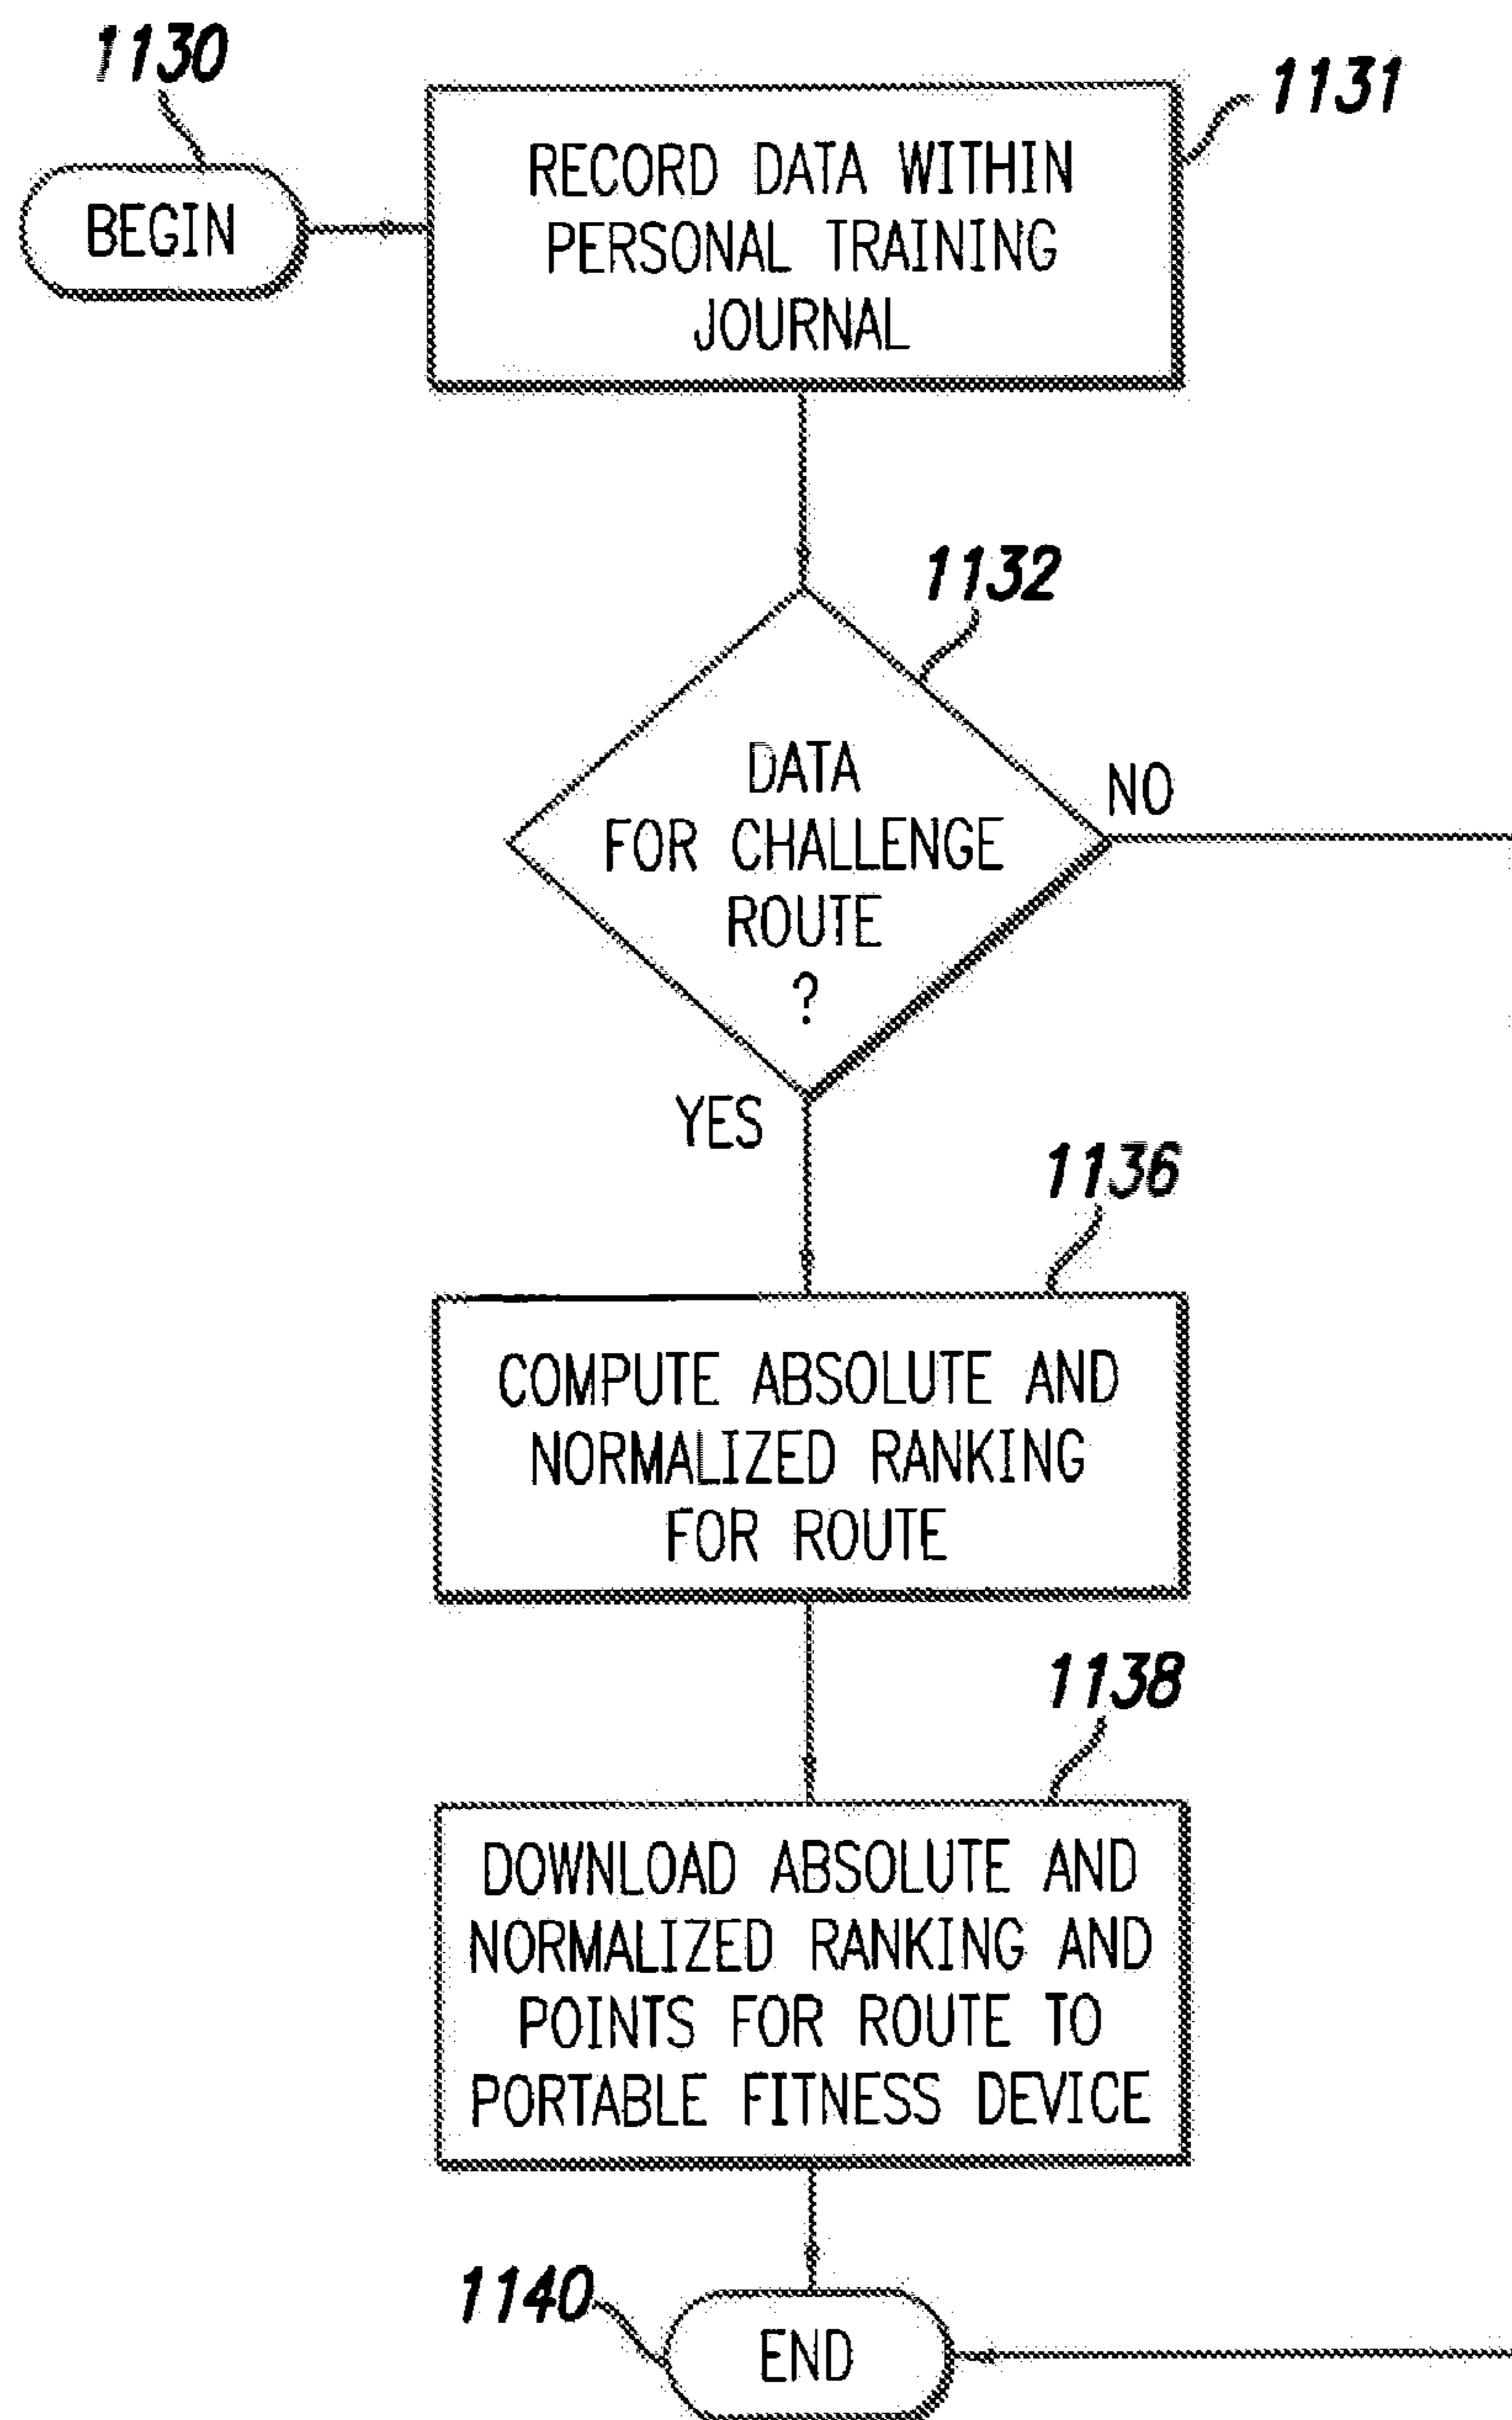 1130
BEGIN
1131
RECORD DATA WITHIN
PERSONAL TRAINING
JOURNAL
1132
DATA
FOR CHALLENGE
ROUTE
?
NO
YES
1136
COMPUTE ABSOLUTE AND
NORMALIZED RANKING
FOR ROUTE
1138
DOWNLOAD ABSOLUTE AND
NORMALIZED RANKING AND
POINTS FOR ROUTE TO
PORTABLE FITNESS DEVICE
1140
END